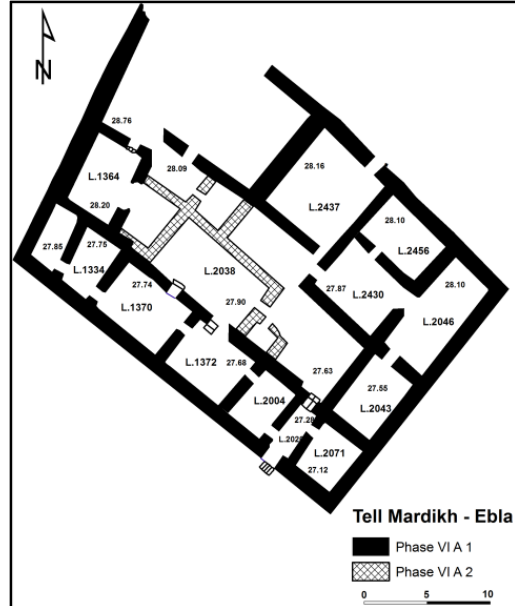 N
28.76
28.09
28.16
L.1364
L.2437
28.10
28.20
L.2456
27.85
27.75
L.1334
27.74
L.2038
27.87
L.2430
28.10
L.1370
27.90
L.2046
L.1372
27.68
27.63
27.55
L.2004
L.2043
27.28
L.2071
27.12
Tell Mardikh - Ebla
Phase VI A 1
Phase VI A 2
0 5 10